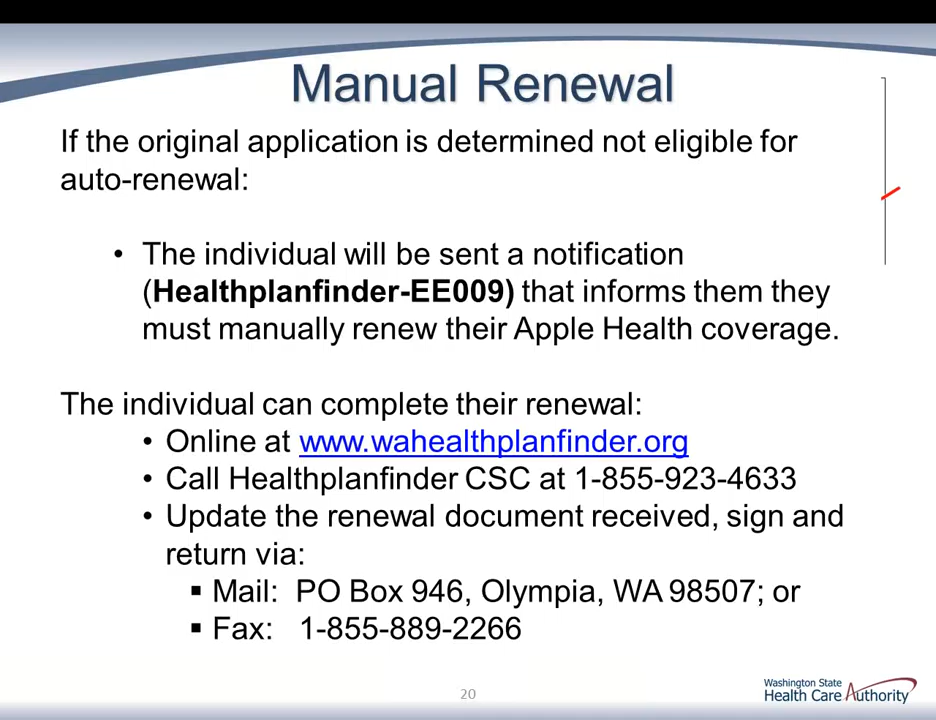 Manual Renewal
If the original application is determined not eligible for
auto-renewal:
• The individual will be sent a notification
(Healthplanfinder-EE009) that informs them they
must manually renew their Apple Health coverage.
The individual can complete their renewal:
• Online at www.wahealthplanfinder.org
• Call Healthplanfinder CSC at 1-855-923-4633
• Update the renewal document received, sign and
return via:
▪ Mail: PO Box 946, Olympia, WA 98507; or
▪ Fax: 1-855-889-2266
20
Washington State
Health Care Authority